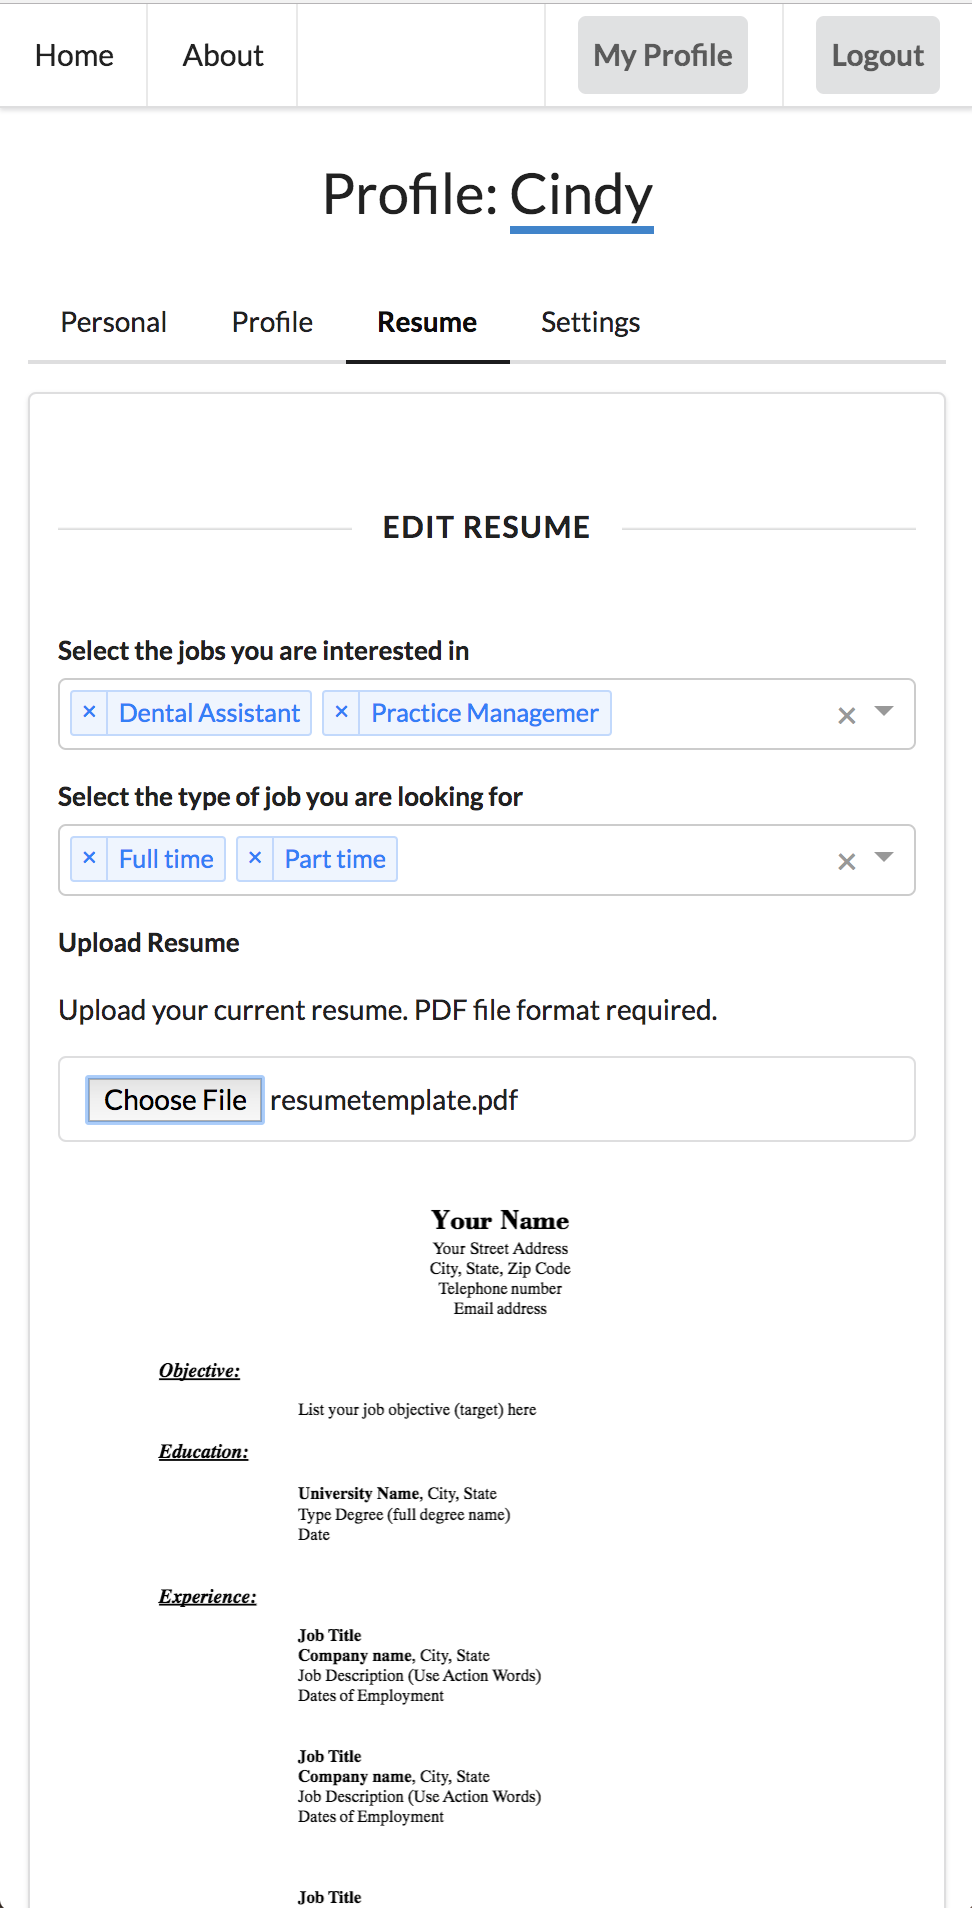 Home About My Profile Logout
Profile: Cindy
Personal Profile Resume Settings
EDIT RESUME
Select the jobs you are interested in
× Dental Assistant × Practice Managemer ×
Select the type of job you are looking for
× Full time × Part time ×
Upload Resume
Upload your current resume. PDF file format required.
Choose File resumetemplate.pdf
Your Name
Your Street Address
City, State, Zip Code
Telephone number
Email address
Objective:
List your job objective (target) here
Education:
University Name, City, State
Type Degree (full degree name)
Date
Experience:
Job Title
Company name, City, State
Job Description (Use Action Words)
Dates of Employment
Job Title
Company name, City, State
Job Description (Use Action Words)
Dates of Employment
Job Title